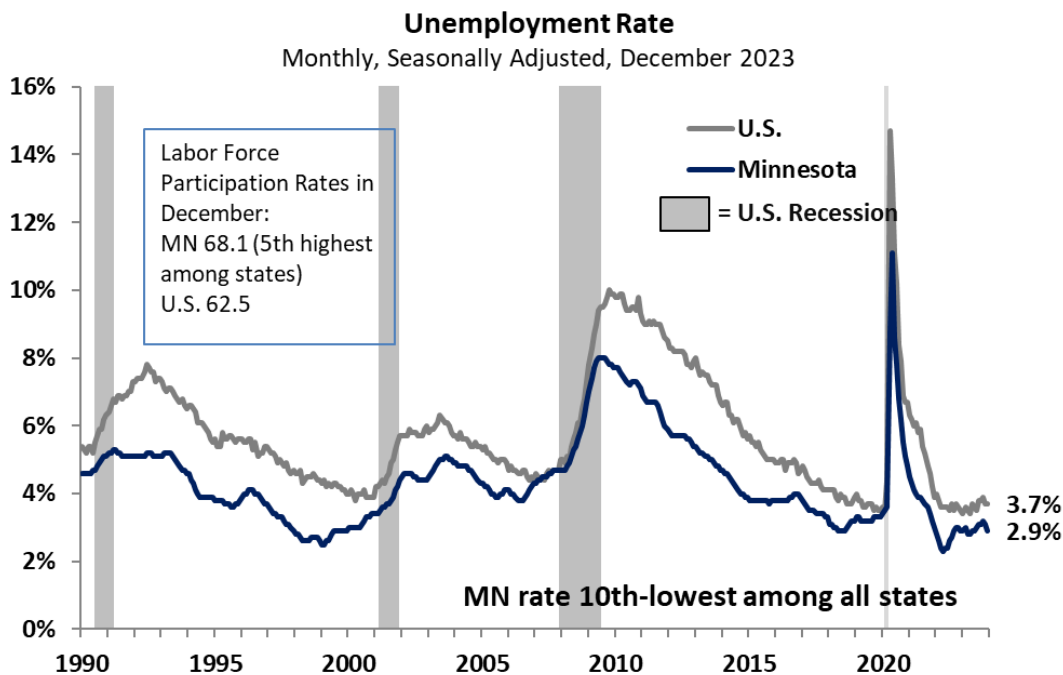 Unemployment Rate
Monthly, Seasonally Adjusted, December 2023
16%
14%
12%
10%
8%
6%
4%
2%
0%
Labor Force
Participation Rates in
December:
MN 68.1 (5th highest
among states)
U.S. 62.5
U.S.
Minnesota
= U.S. Recession
3.7%
2.9%
MN rate 10th-lowest among all states
1990 1995 2000 2005 2010 2015 2020